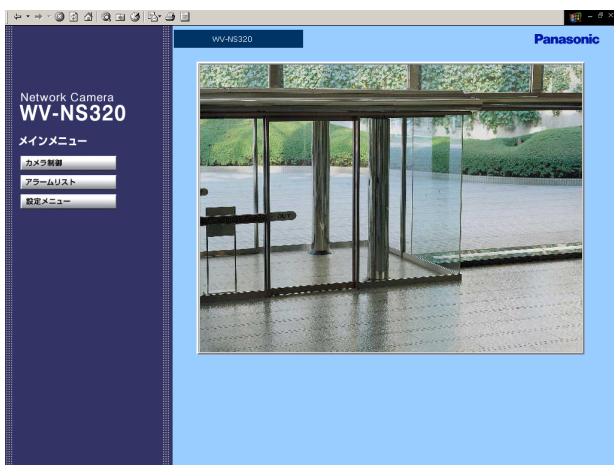 WV-NS320
Panasonic
Network Camera
WV-NS320
メインメニュー
カメラ制御
アラームリスト
設定メニュー
OUT